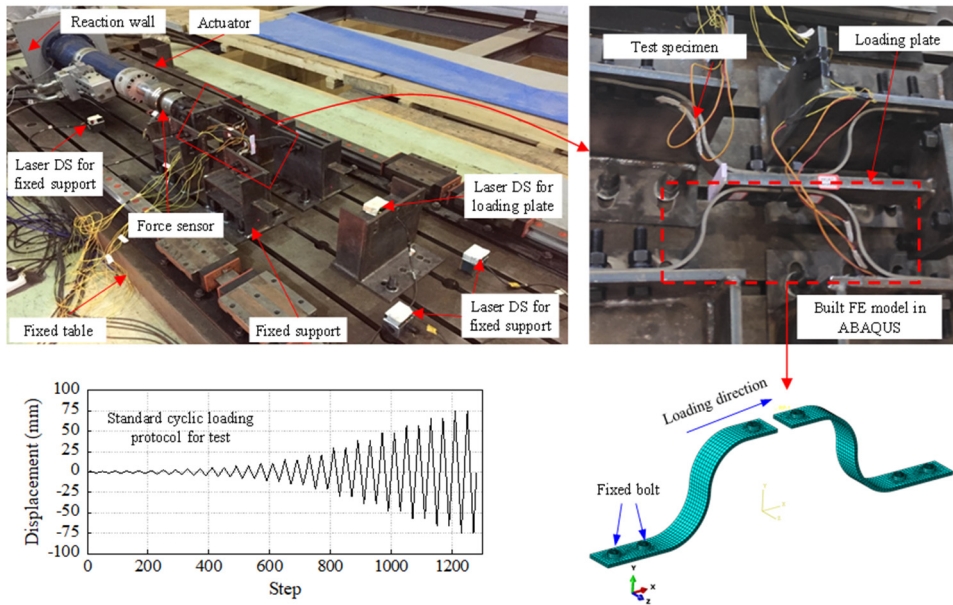 Reaction wall
Actuator
Laser DS for
fixed support
Force sensor
Fixed table
Fixed support
Laser DS for
loading plate
Laser DS for
fixed support
Test specimen
Loading plate
Built FE model in
ABAQUS
Displacement (mm)
100
75
50
25
0
-25
-50
-75
-100
Standard cyclic loading
protocol for test
0
200
400
600
800
1000
1200
Step
Loading direction
Fixed bolt
Y
X
Z